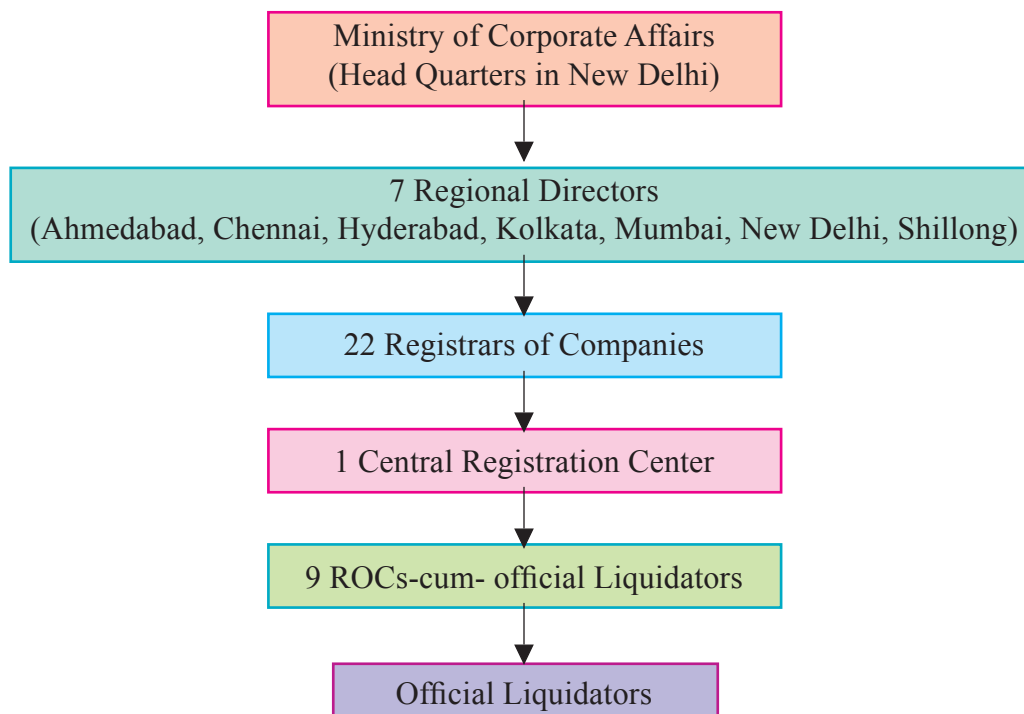 Ministry of Corporate Affairs
(Head Quarters in New Delhi)
7 Regional Directors
(Ahmedabad, Chennai, Hyderabad, Kolkata, Mumbai, New Delhi, Shillong)
22 Registrars of Companies
1 Central Registration Center
9 ROCs-cum- official Liquidators
Official Liquidators